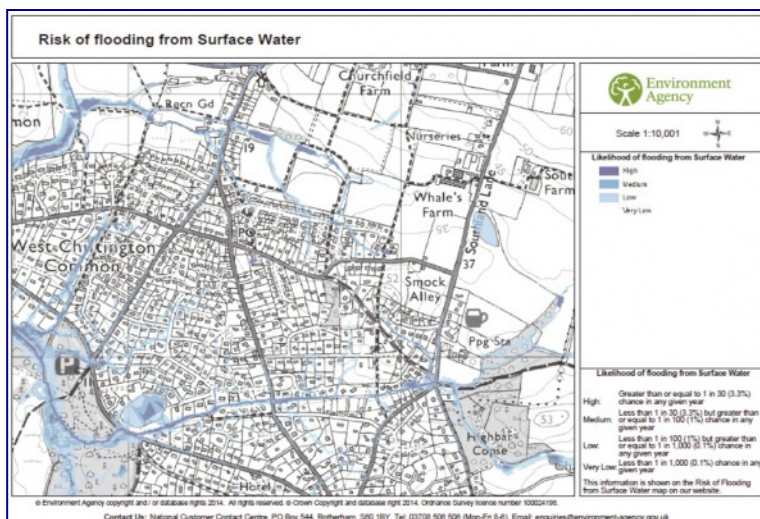 Risk of flooding from Surface Water
Churchfield
Farm
Farm
Recn Gd
mon
19
Nurseries
50
45
South
Farm
Whale's
Farm
Southland Lane
35
PO
West Chiltington
Common
37
52
Smock
Alley
Ppg Sta
P
53
Highbar
Copse
Hotel
Environment
Agency
Scale 1:10,001
Likelihood of flooding from Surface Water
High
Medium
Low
Very Low
Likelihood of flooding from Surface Water
High: Greater than or equal to 1 in 30 (3.3%) chance in any given year
Medium: Less than 1 in 30 (3.3%) but greater than or equal to 1 in 100 (1%) chance in any given year
Low: Less than 1 in 100 (1%) but greater than or equal to 1 in 1,000 (0.1%) chance in any given year
Very Low: Less than 1 in 1,000 (0.1%) chance in any given year
This information is shown on the Risk of Flooding
from Surface Water map on our website.
© Environment Agency copyright and / or database rights 2014. All rights reserved. © Crown Copyright and database right 2014. Ordnance Survey licence number 100024198.
Contact Us: National Customer Contact Centre, PO Box 544, Rotherham, S60 1BY. Tel: 03708 506 506 (Mon-Fri 8-6). Email: enquiries@environment-agency.gov.uk